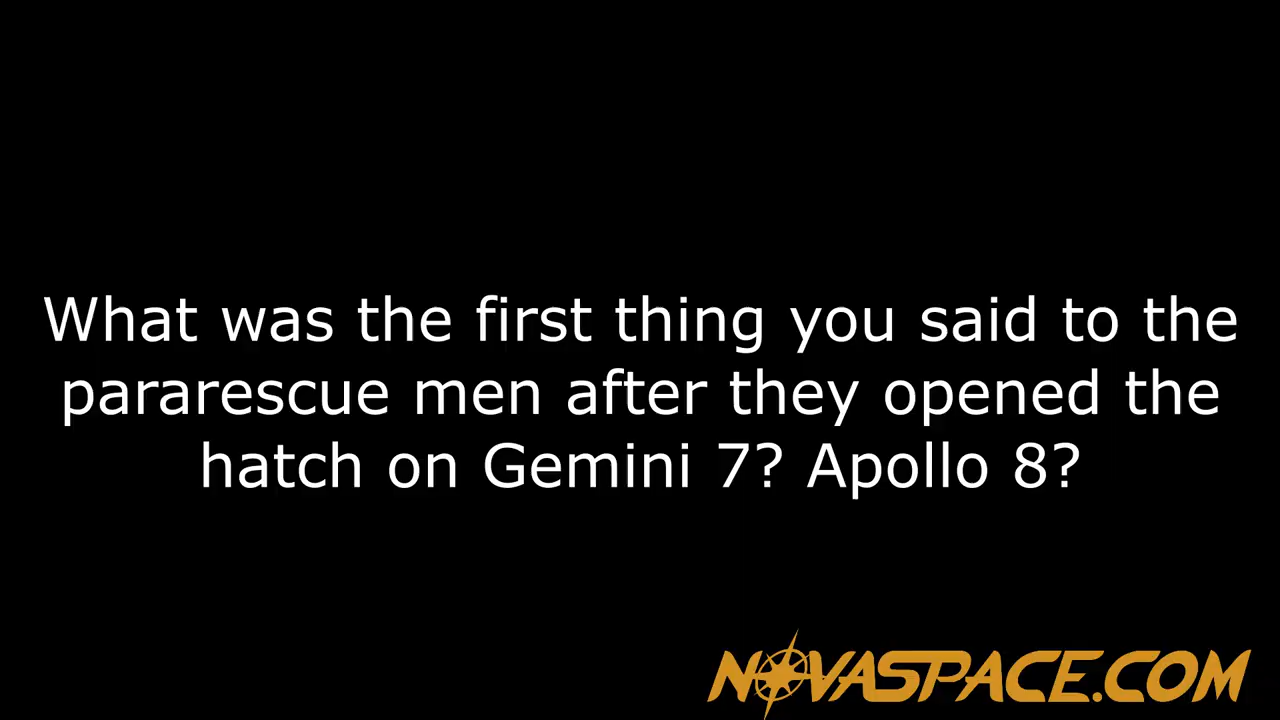 What was the first thing you said to the
pararescue men after they opened the
hatch on Gemini 7? Apollo 8?
NOVASPACE.COM